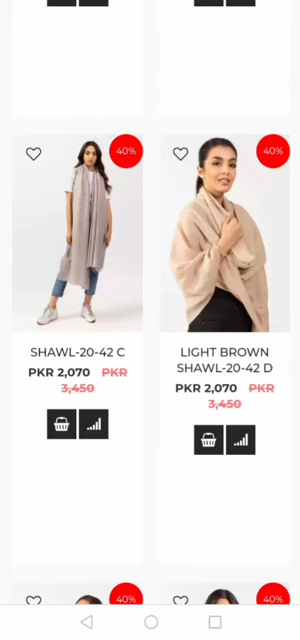 40%
40%
SHAWL-20-42 C
PKR 2,070 PKR
3,450
LIGHT BROWN
SHAWL-20-42 D
PKR 2,070 PKR
3,450
40%
40%